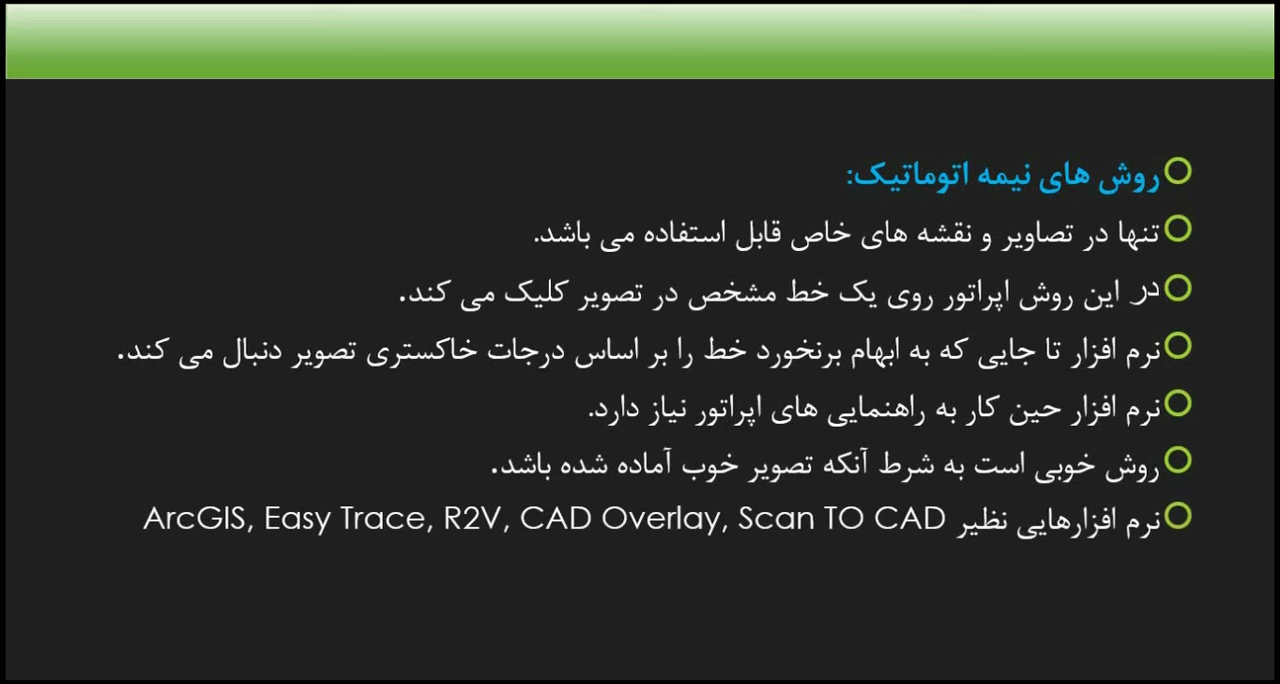 روش های نیمه اتوماتیک:
تنها در تصاویر و نقشه های خاص قابل استفاده می باشد.
در این روش اپراتور روی یک خط مشخص در تصویر کلیک می کند.
نرم افزار تا جایی که به ابهام برنخورد خط را بر اساس درجات خاکستری تصویر دنبال می کند.
نرم افزار حین کار به راهنمایی های اپراتور نیاز دارد.
روش خوبی است به شرط آنکه تصویر خوب آماده شده باشد.
نرم افزارهایی نظیر ArcGIS, Easy Trace, R2V, CAD Overlay, Scan TO CAD